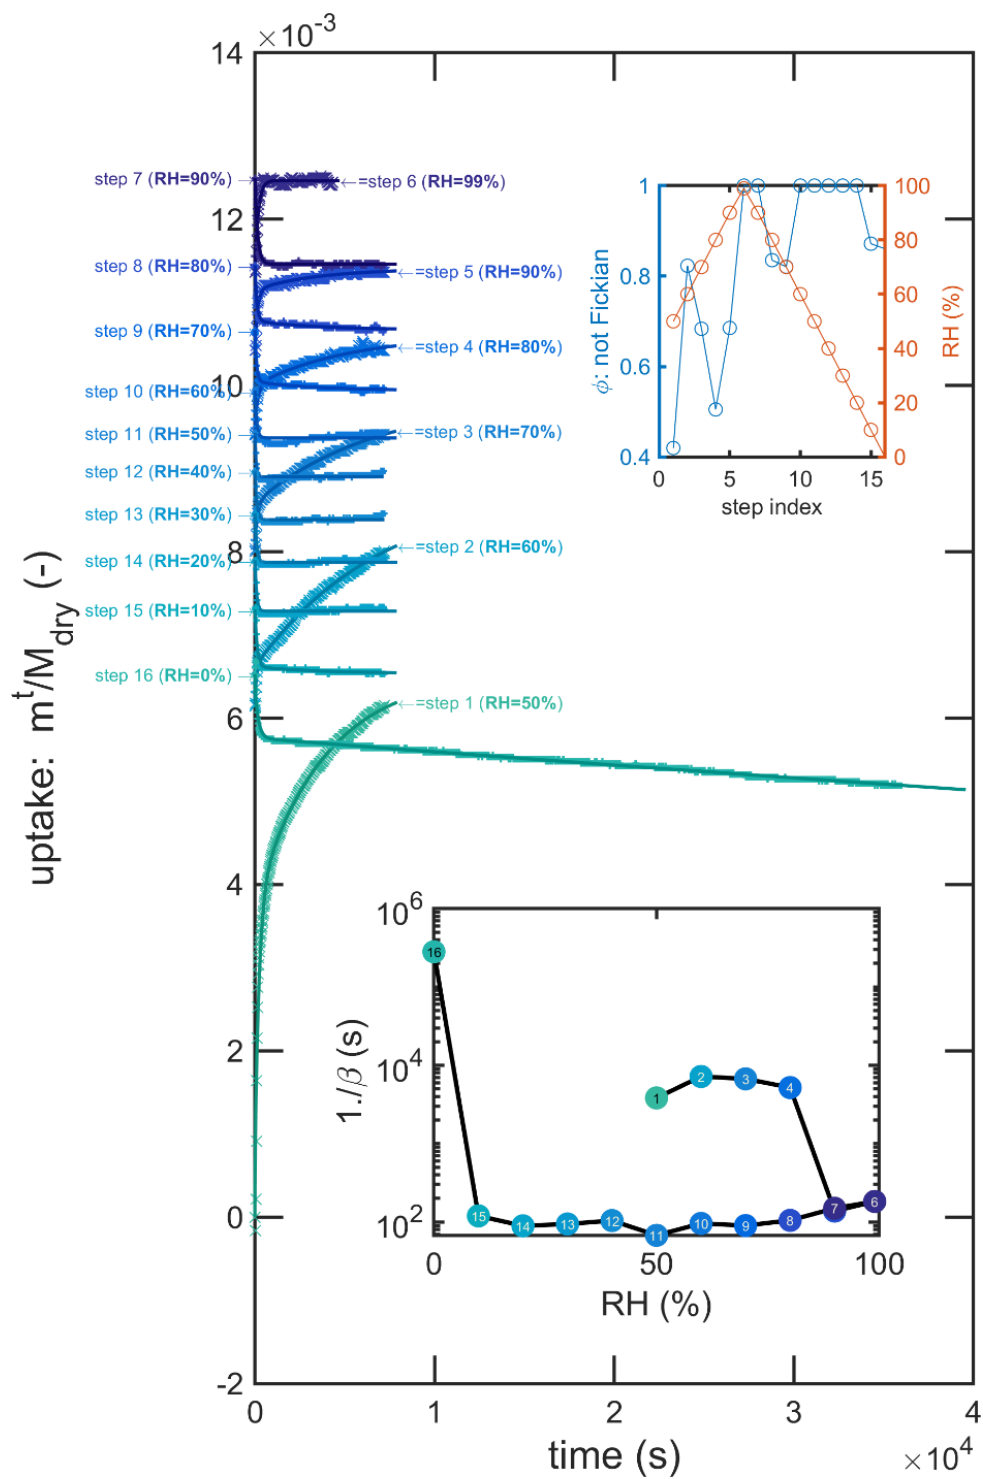 ×10⁻³
14
12
10
8
6
4
2
0
-2
uptake: mᵗ/M_dry (-)
0
1
2
3
4
time (s)
×10⁴
step 7 (RH=90%) →
←=step 6 (RH=99%)
step 8 (RH=80%) →
←=step 5 (RH=90%)
step 9 (RH=70%) →
←=step 4 (RH=80%)
step 10 (RH=60%) →
step 11 (RH=50%) →
←=step 3 (RH=70%)
step 12 (RH=40%) →
step 13 (RH=30%) →
←=step 2 (RH=60%)
step 14 (RH=20%) →
step 15 (RH=10%) →
step 16 (RH=0%) →
←=step 1 (RH=50%)
1
0.8
0.6
0.4
ϕ: not Fickian
0
5
10
15
step index
100
80
60
40
20
0
RH (%)
10⁶
10⁴
10²
1./β (s)
0
50
100
RH (%)
16
1
2
3
4
15
14
13
12
11
10
9
8
7
6